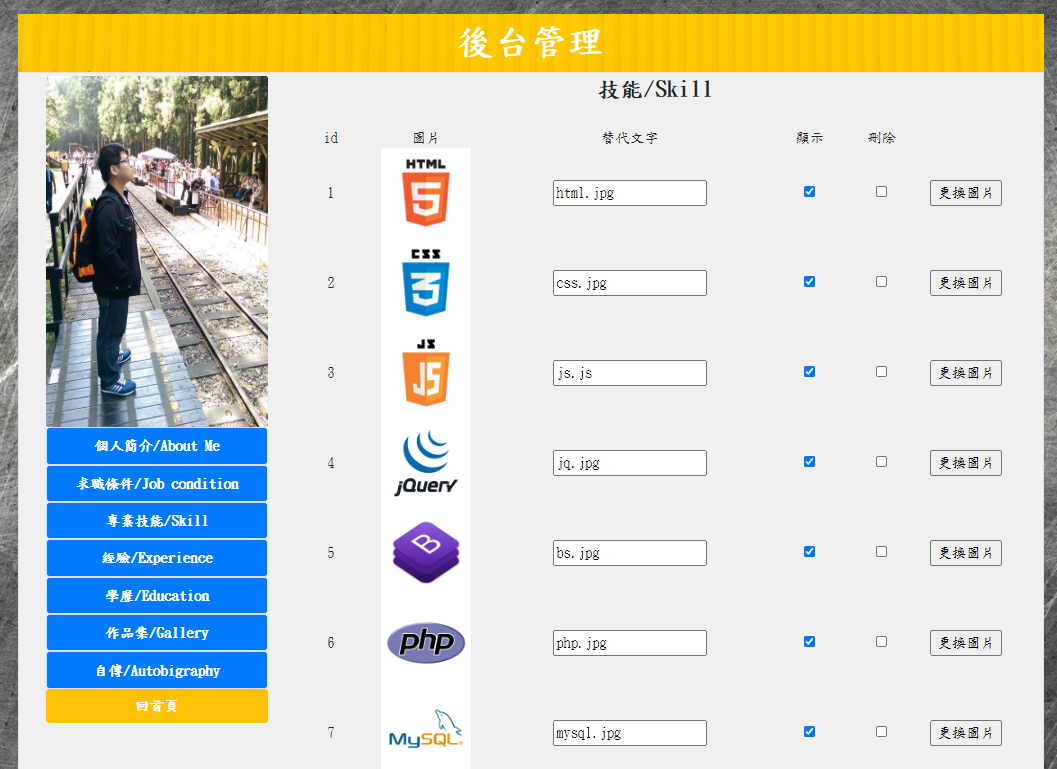 後台管理
技能/Skill
id 圖片 替代文字 顯示 刪除
HTML
5
1 html.jpg 更換圖片
CSS
3
2 css.jpg 更換圖片
JS
JS
3 js.js 更換圖片
jQuery
4 jq.jpg 更換圖片
B
5 bs.jpg 更換圖片
php
6 php.jpg 更換圖片
MySQL
7 mysql.jpg 更換圖片
個人簡介/About Me
求職條件/Job condition
專業技能/Skill
經驗/Experience
學歷/Education
作品集/Gallery
自傳/Autobigraphy
回首頁